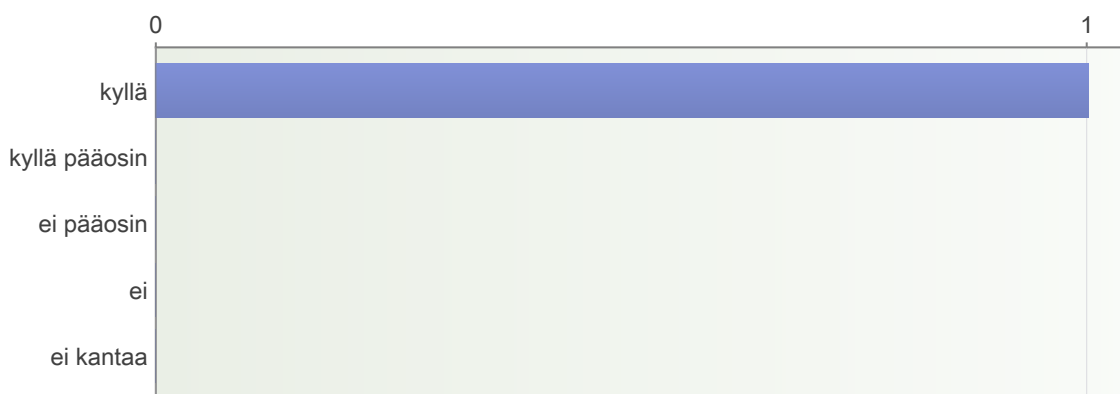 0 1
kyllä
kyllä pääosin
ei pääosin
ei
ei kantaa